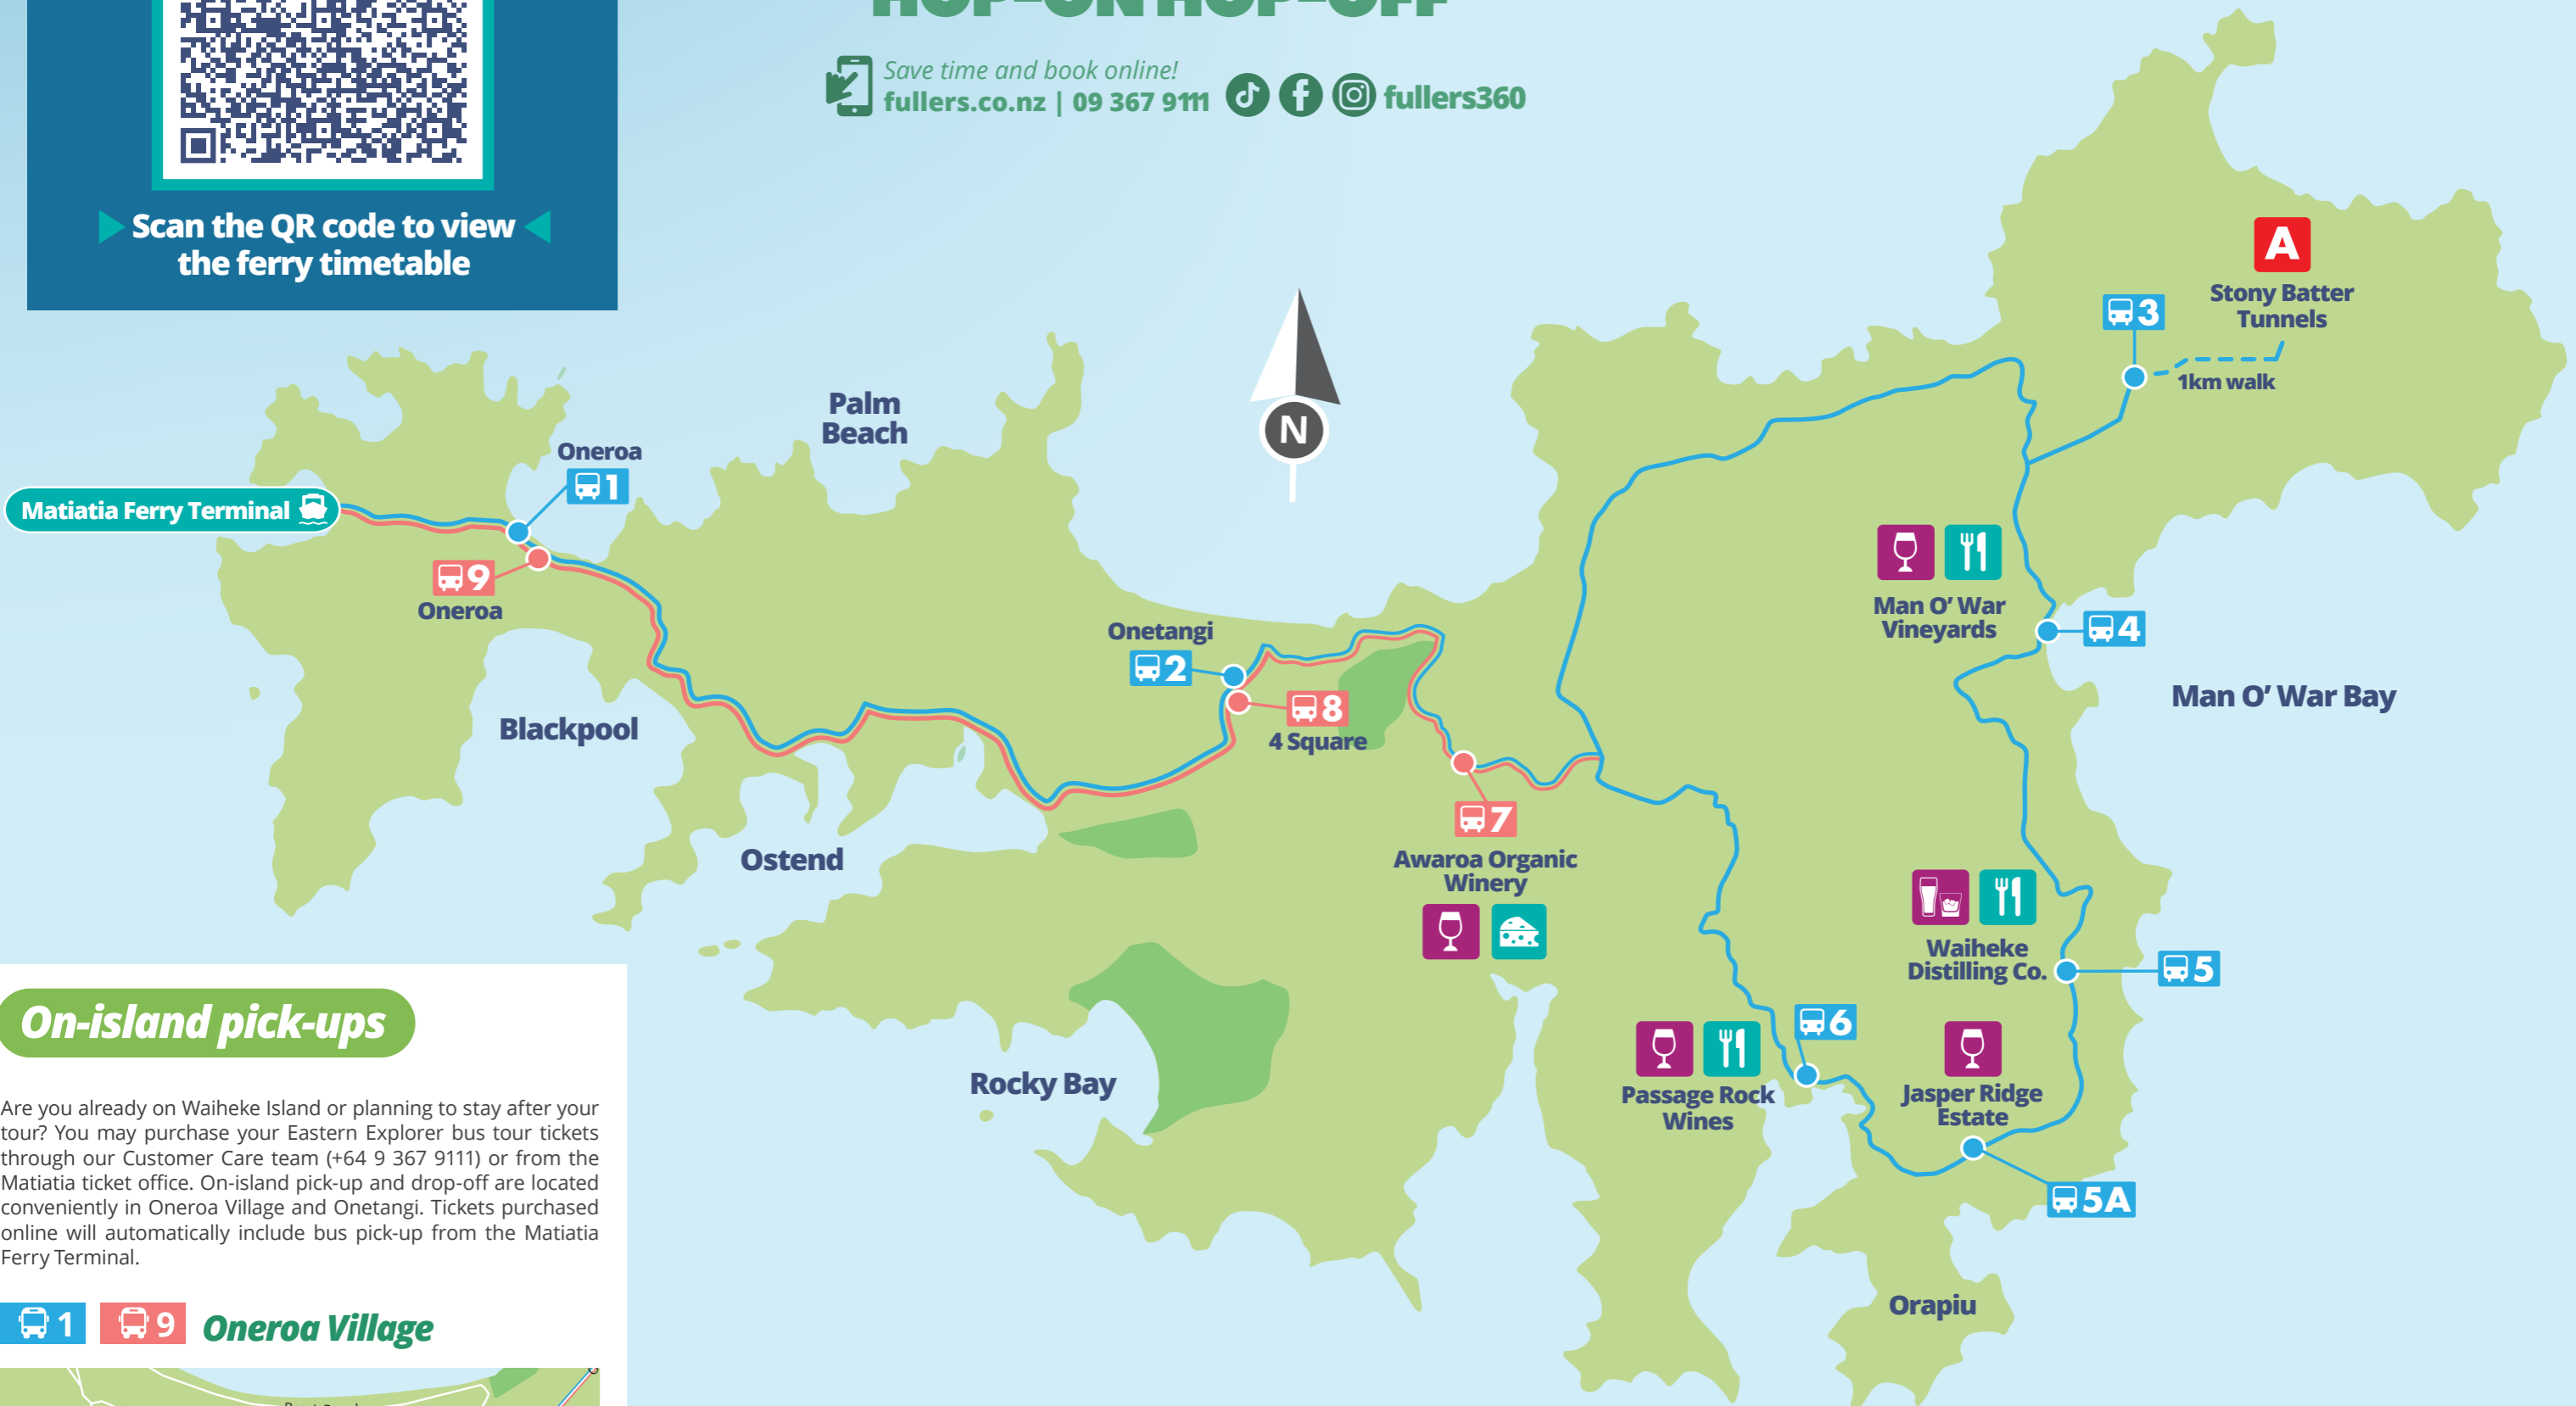 HOP-ON HOP-OFF
Save time and book online!
fullers.co.nz | 09 367 9111
fullers360
Scan the QR code to view
the ferry timetable
A
Stony Batter
Tunnels
3
1km walk
Palm
Beach
N
Oneroa
1
Matiatia Ferry Terminal
9
Oneroa
Man O' War
Vineyards
4
Onetangi
2
8
4 Square
Man O' War Bay
Blackpool
7
Awaroa Organic
Winery
Ostend
Waiheke
Distilling Co.
5
6
Passage Rock
Wines
Jasper Ridge
Estate
5A
Rocky Bay
Orapiu
On-island pick-ups
Are you already on Waiheke Island or planning to stay after your
tour? You may purchase your Eastern Explorer bus tour tickets
through our Customer Care team (+64 9 367 9111) or from the
Matiatia ticket office. On-island pick-up and drop-off are located
conveniently in Oneroa Village and Onetangi. Tickets purchased
online will automatically include bus pick-up from the Matiatia
Ferry Terminal.
1 9 Oneroa Village